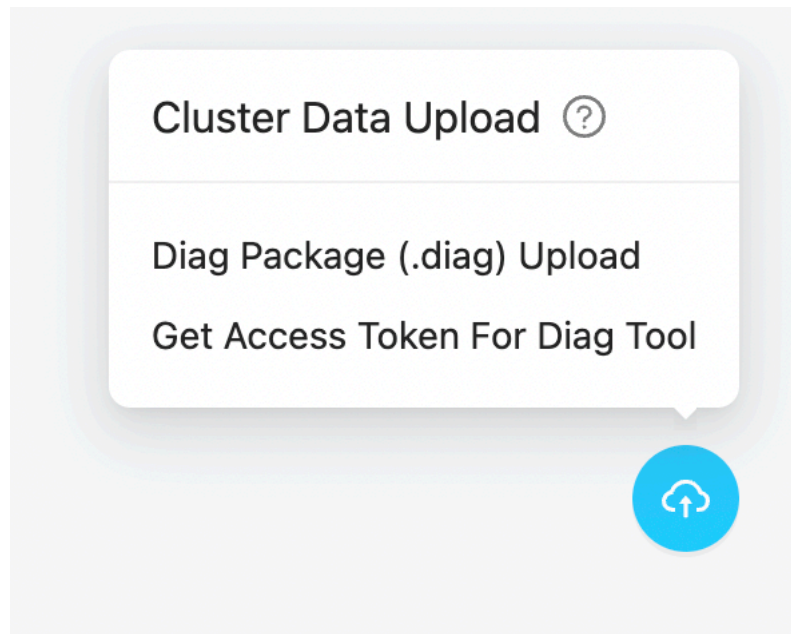 Cluster Data Upload ?
Diag Package (.diag) Upload
Get Access Token For Diag Tool